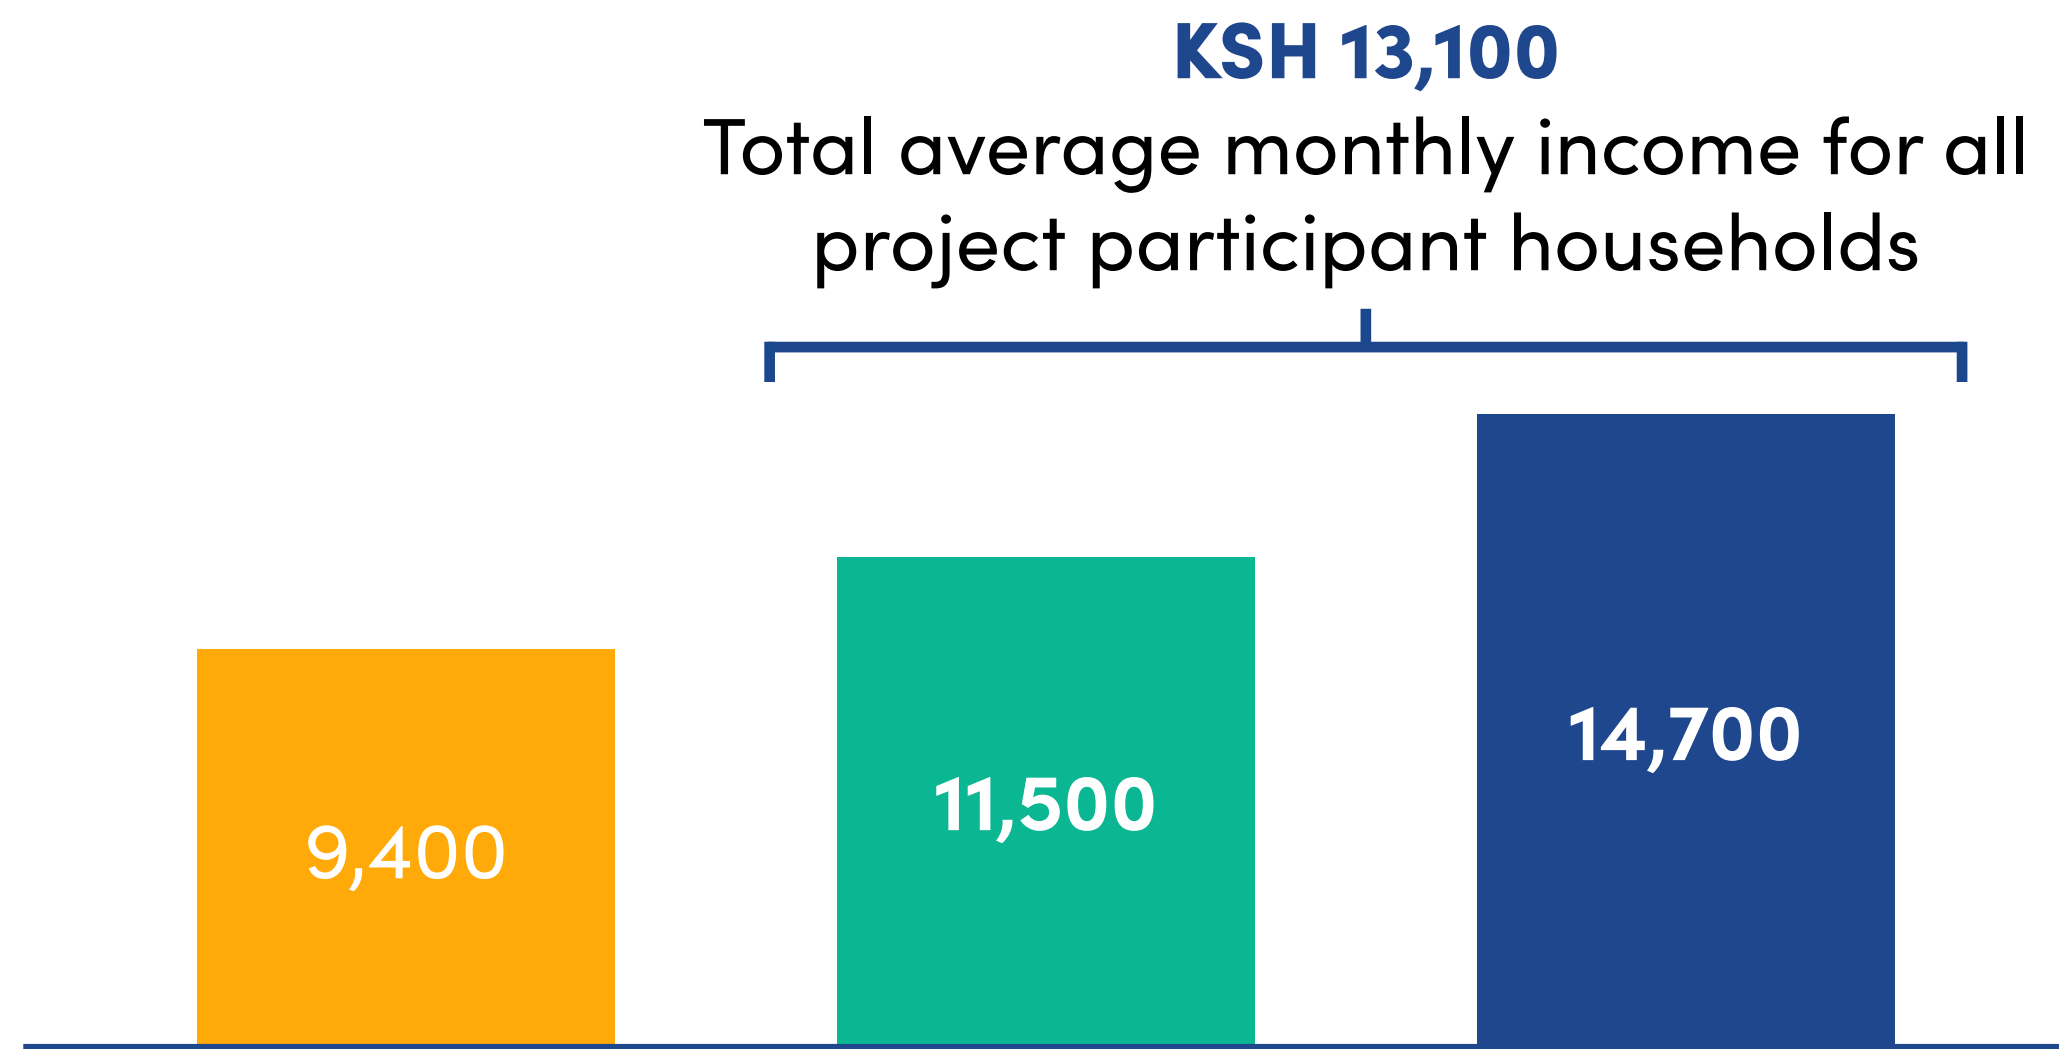 KSH 13,100
Total average monthly income for all
project participant households
14,700
11,500
9,400